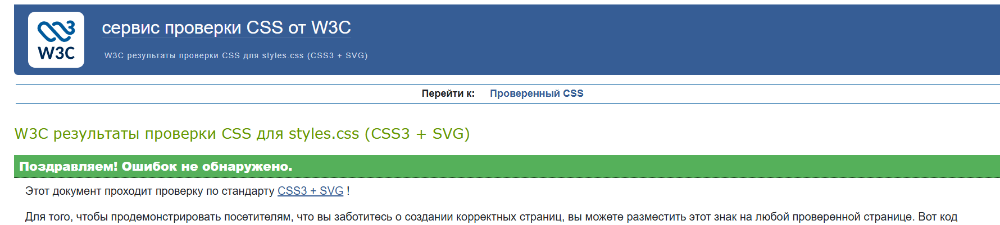 W3C
сервис проверки CSS от W3C
W3C результаты проверки CSS для styles.css (CSS3 + SVG)
Перейти к: Проверенный CSS
W3C результаты проверки CSS для styles.css (CSS3 + SVG)
Поздравляем! Ошибок не обнаружено.
Этот документ проходит проверку по стандарту CSS3 + SVG !
Для того, чтобы продемонстрировать посетителям, что вы заботитесь о создании корректных страниц, вы можете разместить этот знак на любой проверенной странице. Вот код